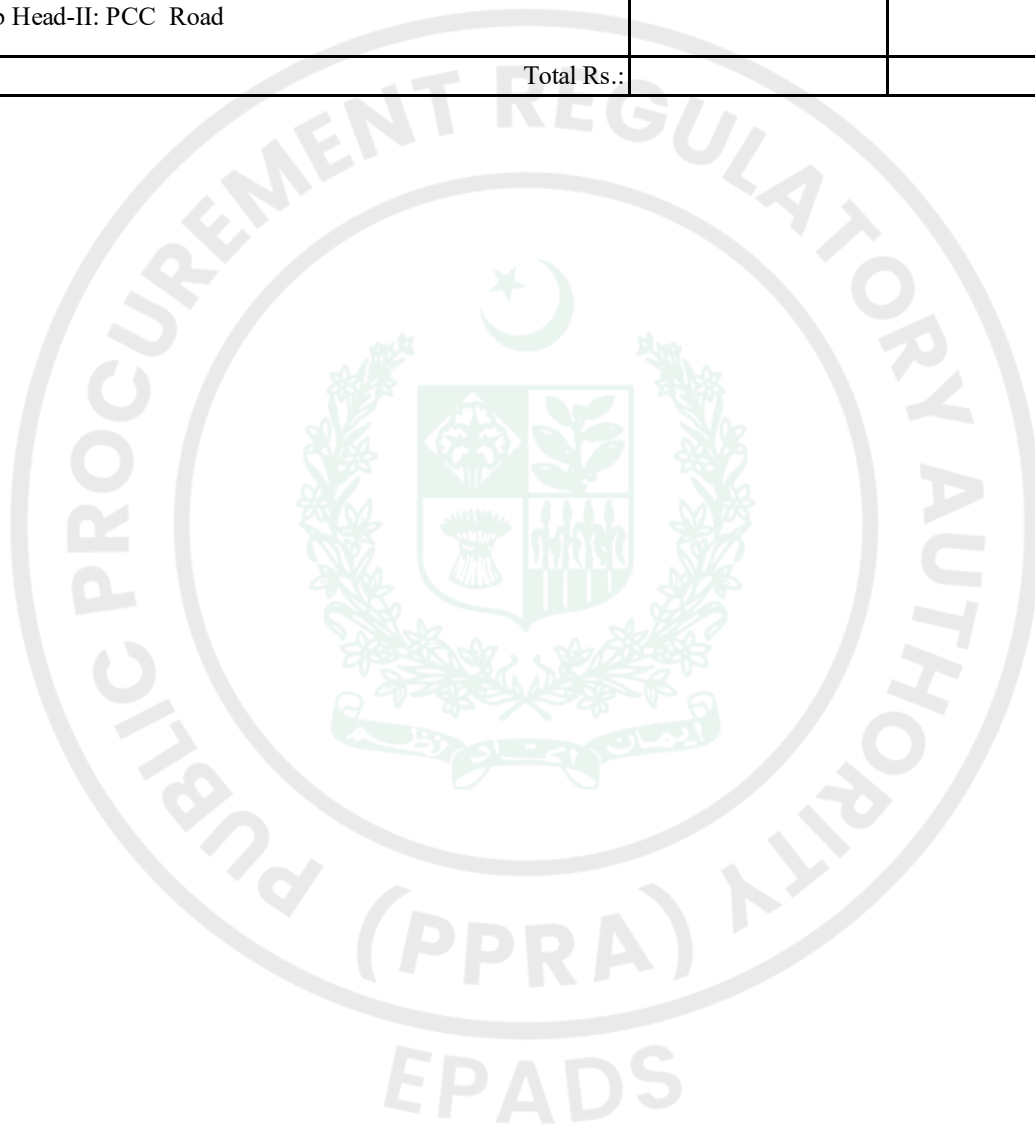 Head-II: PCC Road
Total Rs.:
PUBLIC PROCUREMENT REGULATORY AUTHORITY
(PPRA)
EPADS